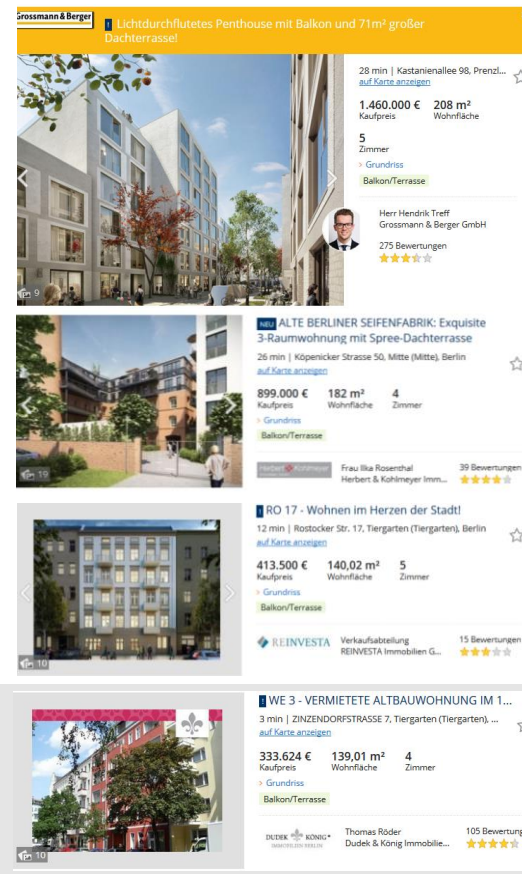 Grossmann & Berger
! Lichtdurchflutetes Penthouse mit Balkon und 71m² großer
Dachterrasse!
28 min | Kastanienallee 98, Prenzl...
auf Karte anzeigen
1.460.000 € 208 m²
Kaufpreis Wohnfläche
5
Zimmer
> Grundriss
Balkon/Terrasse
Herr Hendrik Treff
Grossmann & Berger GmbH
275 Bewertungen
9
NEU ALTE BERLINER SEIFENFABRIK: Exquisite
3-Raumwohnung mit Spree-Dachterrasse
26 min | Köpenicker Strasse 50, Mitte (Mitte), Berlin
auf Karte anzeigen
899.000 € 182 m² 4
Kaufpreis Wohnfläche Zimmer
> Grundriss
Balkon/Terrasse
19
Herbert Kohlmeyer
Frau Ilka Rosenthal 39 Bewertungen
Herbert & Kohlmeyer Imm...
! RO 17 - Wohnen im Herzen der Stadt!
12 min | Rostocker Str. 17, Tiergarten (Tiergarten), Berlin
auf Karte anzeigen
413.500 € 140,02 m² 5
Kaufpreis Wohnfläche Zimmer
> Grundriss
Balkon/Terrasse
10
REINVESTA
Verkaufsabteilung 15 Bewertungen
REINVESTA Immobilien G...
! WE 3 - VERMIETETE ALTBAUWOHNUNG IM 1...
3 min | ZINZENDORFSTRASSE 7, Tiergarten (Tiergarten), ...
auf Karte anzeigen
333.624 € 139,01 m² 4
Kaufpreis Wohnfläche Zimmer
> Grundriss
Balkon/Terrasse
10
DUDEK KÖNIG
IMMOBILIEN BERLIN
Thomas Röder 105 Bewertung
Dudek & König Immobilie...